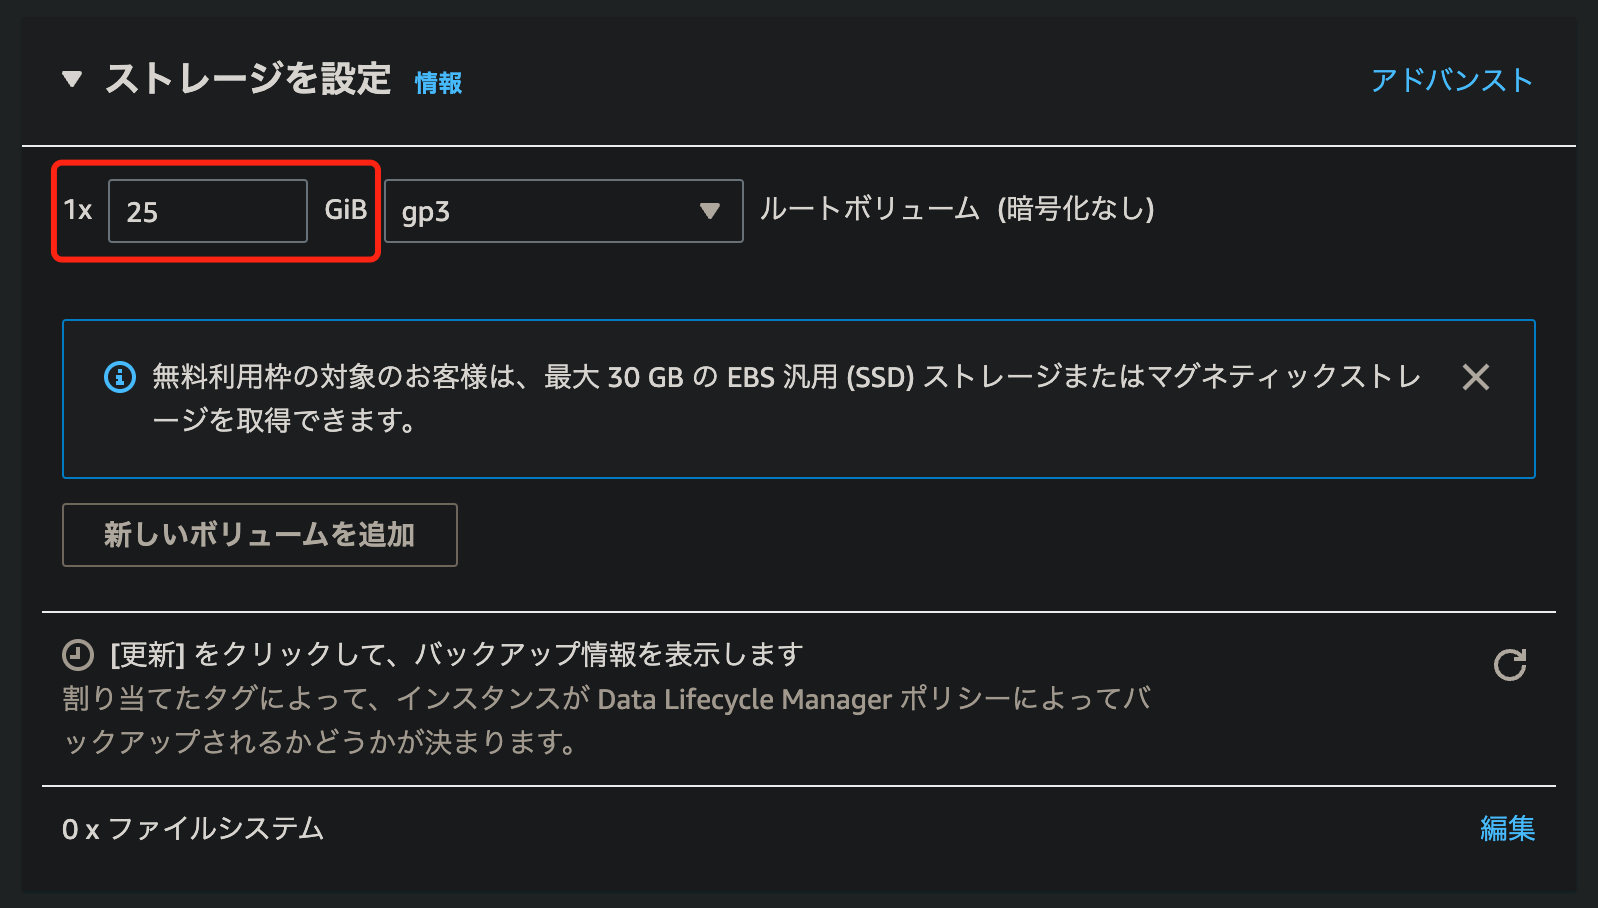 ▼ ストレージを設定 情報 アドバンスト
1x 25 GiB gp3 ▼ ルートボリューム (暗号化なし)
無料利用枠の対象のお客様は、最大 30 GB の EBS 汎用 (SSD) ストレージまたはマグネティックストレ
ージを取得できます。
新しいボリュームを追加
[更新] をクリックして、バックアップ情報を表示します
割り当てたタグによって、インスタンスが Data Lifecycle Manager ポリシーによってバ
ックアップされるかどうかが決まります。
0 x ファイルシステム 編集